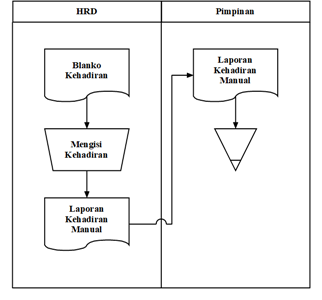 HRD
Pimpinan
Blanko
Kehadiran
Mengisi
Kehadiran
Laporan
Kehadiran
Manual
Laporan
Kehadiran
Manual